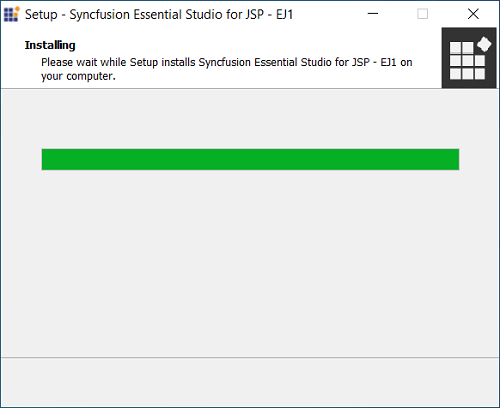 Setup - Syncfusion Essential Studio for JSP - EJ1
Installing
Please wait while Setup installs Syncfusion Essential Studio for JSP - EJ1 on
your computer.